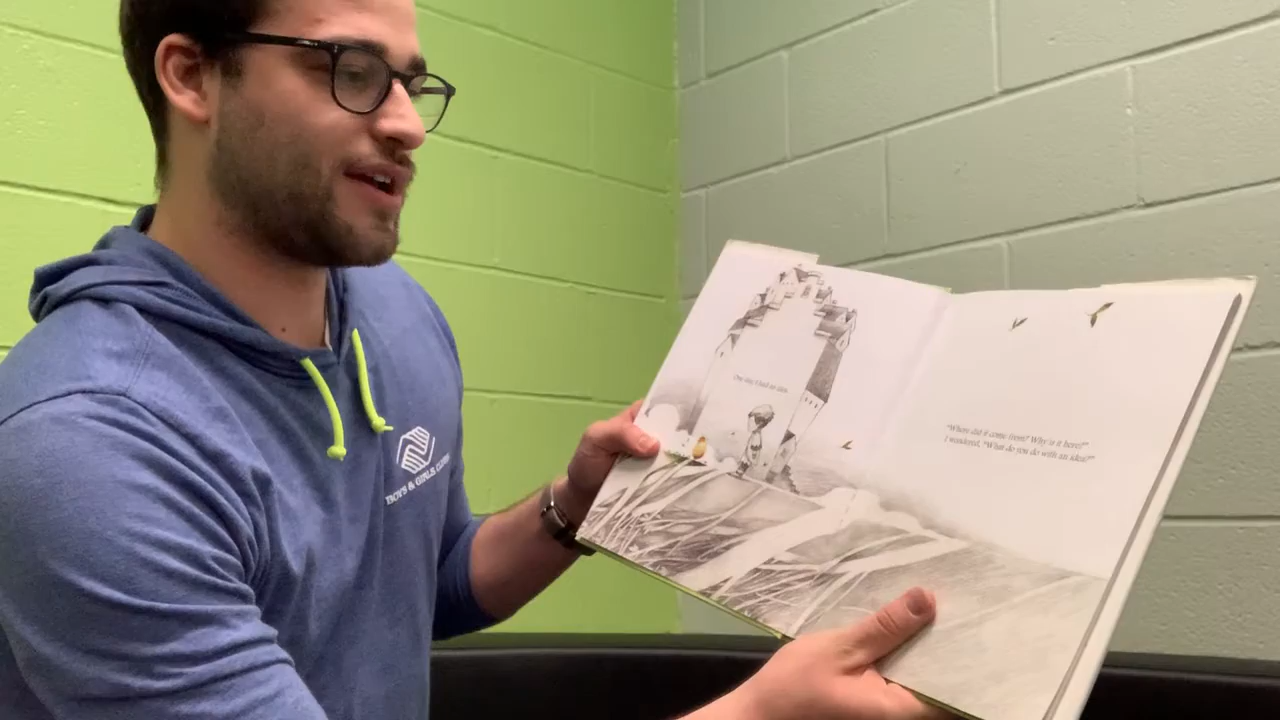 BOYS & GIRLS CLUBS
One day, I had an idea.
"Where did it come from? Why is it here?"
I wondered, "What do you do with an idea?"